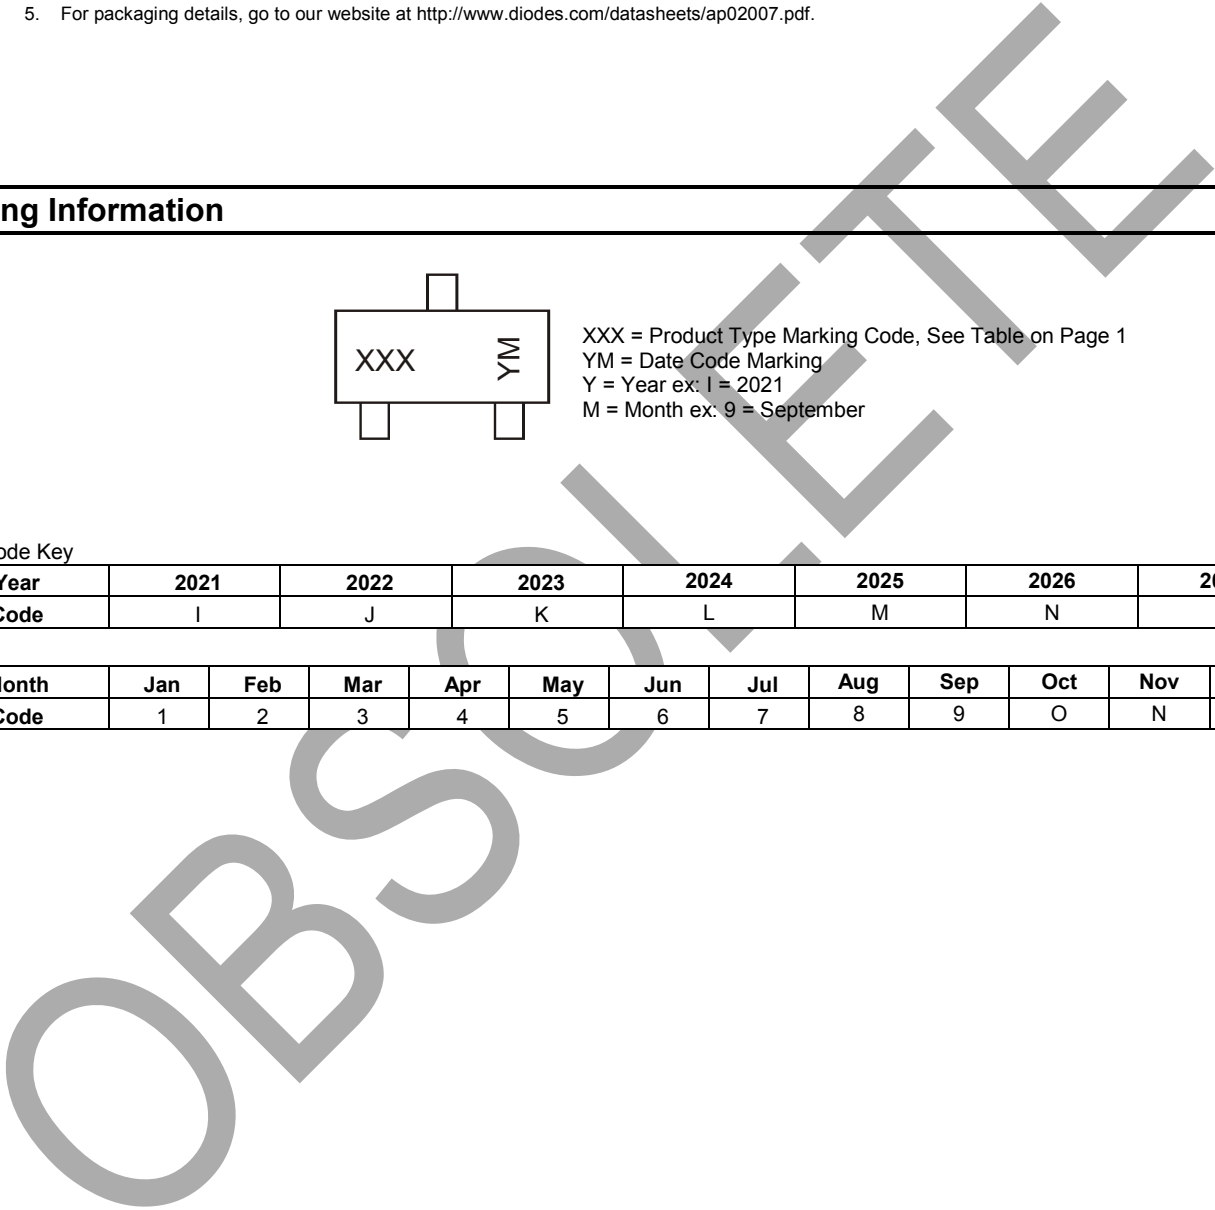 5. For packaging details, go to our website at http://www.diodes.com/datasheets/ap02007.pdf.
ng Information
XXX YM
XXX = Product Type Marking Code, See Table on Page 1
YM = Date Code Marking
Y = Year ex: I = 2021
M = Month ex: 9 = September
ode Key
Year 2021 2022 2023 2024 2025 2026 2
Code I J K L M N
onth Jan Feb Mar Apr May Jun Jul Aug Sep Oct Nov
Code 1 2 3 4 5 6 7 8 9 O N
OBSOLETE